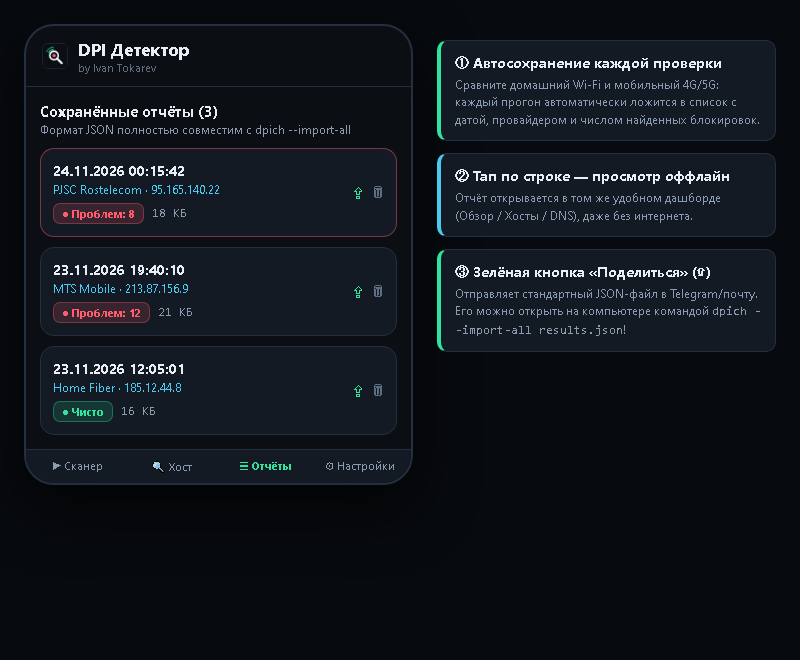 DPI Детектор
by Ivan Tokarev
Сохранённые отчёты (3)
Формат JSON полностью совместим с dpich --import-all
24.11.2026 00:15:42
PJSC Rostelecom · 95.165.140.22
● Проблем: 8 18 КБ
23.11.2026 19:40:10
MTS Mobile · 213.87.156.9
● Проблем: 12 21 КБ
23.11.2026 12:05:01
Home Fiber · 185.12.44.8
● Чисто 16 КБ
▶ Сканер
🔍 Хост
☰ Отчёты
⚙ Настройки
① Автосохранение каждой проверки
Сравните домашний Wi-Fi и мобильный 4G/5G:
каждый прогон автоматически ложится в список с
датой, провайдером и числом найденных блокировок.
② Тап по строке — просмотр оффлайн
Отчёт открывается в том же удобном дашборде
(Обзор / Хосты / DNS), даже без интернета.
③ Зелёная кнопка «Поделиться» (⇪)
Отправляет стандартный JSON-файл в Telegram/почту.
Его можно открыть на компьютере командой dpich -
-import-all results.json!